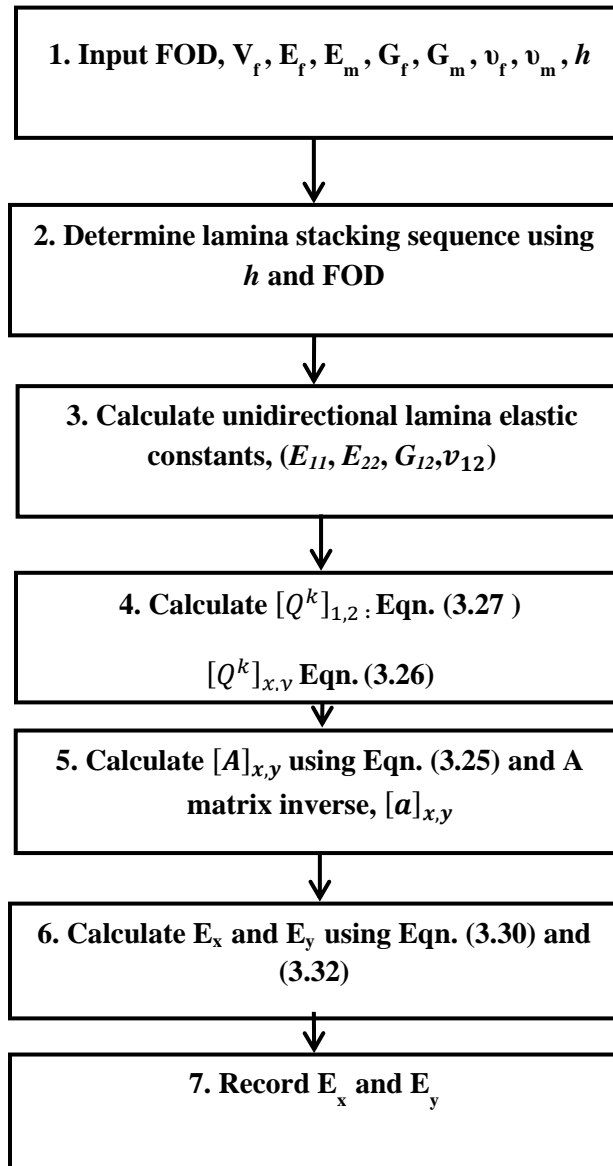 1. Input FOD, V_f, E_f, E_m, G_f, G_m, υ_f, υ_m, h
2. Determine lamina stacking sequence using
h and FOD
3. Calculate unidirectional lamina elastic
constants, (E_11, E_22, G_12,v_12)
4. Calculate [Q^k]_1,2 : Eqn. (3.27 )
[Q^k]_x,y Eqn. (3.26)
5. Calculate [A]_x,y using Eqn. (3.25) and A
matrix inverse, [a]_x,y
6. Calculate E_x and E_y using Eqn. (3.30) and
(3.32)
7. Record E_x and E_y